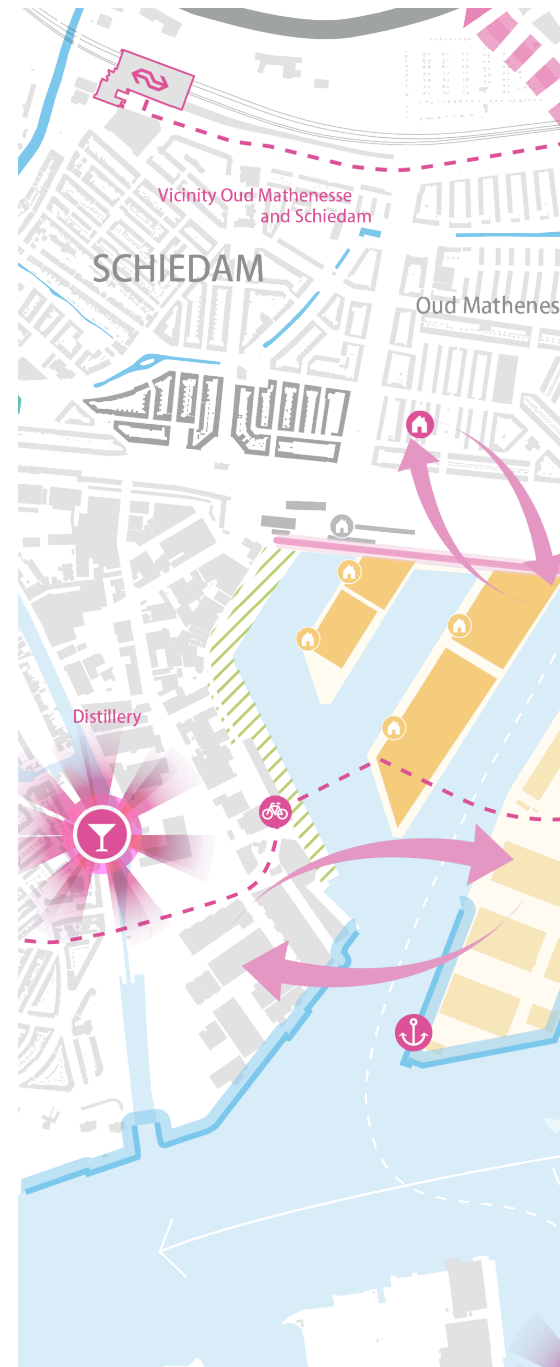 Vicinity Oud Mathenesse
and Schiedam
SCHIEDAM
Oud Mathenes
Distillery